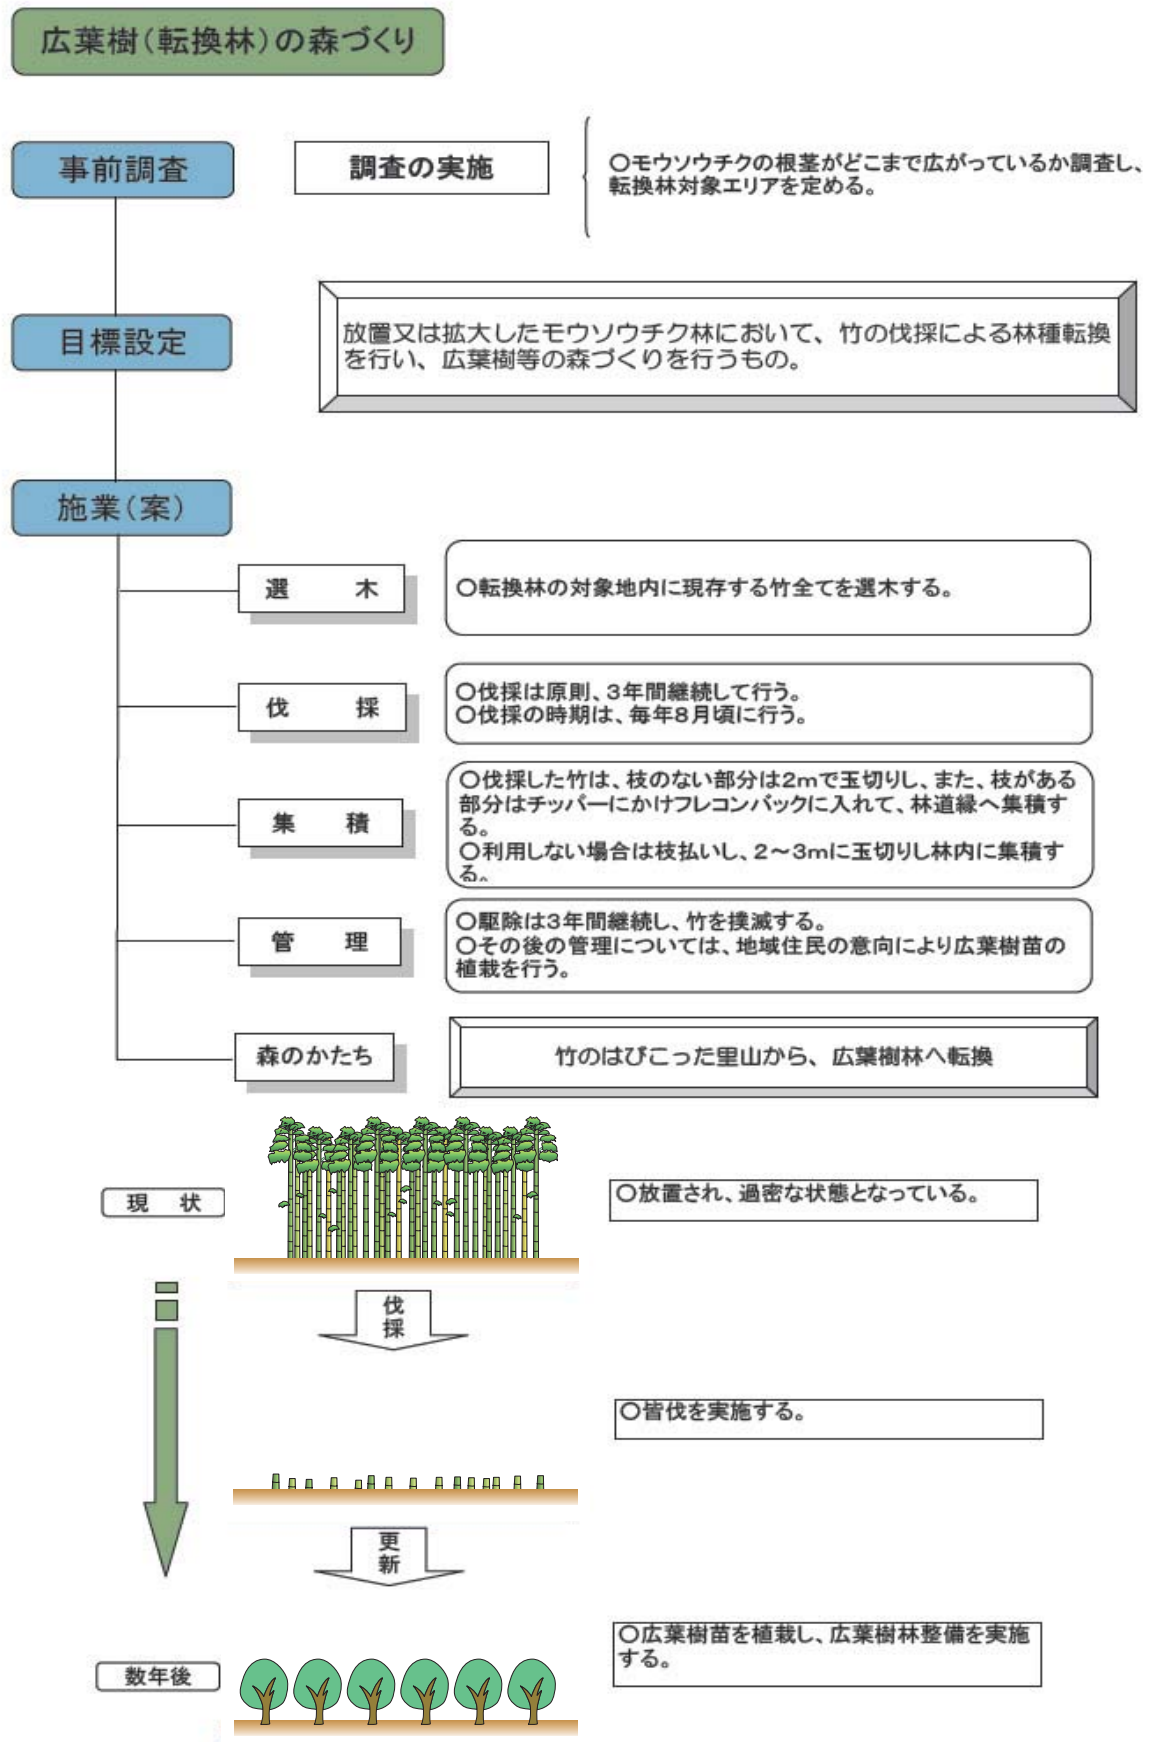 広葉樹（転換林）の森づくり
事前調査
調査の実施
○モウソウチクの根茎がどこまで広がっているか調査し、
転換林対象エリアを定める。
目標設定
放置又は拡大したモウソウチク林において、竹の伐採による林種転換
を行い、広葉樹等の森づくりを行うもの。
施業（案）
選　木
○転換林の対象地内に現存する竹全てを選木する。
伐　採
○伐採は原則、3年間継続して行う。
○伐採の時期は、毎年8月頃に行う。
集　積
○伐採した竹は、枝のない部分は2mで玉切りし、また、枝がある
部分はチッパーにかけフレコンバックに入れて、林道縁へ集積す
る。
○利用しない場合は枝払いし、2～3mに玉切りし林内に集積す
る。
管　理
○駆除は3年間継続し、竹を撲滅する。
○その後の管理については、地域住民の意向により広葉樹苗の
植栽を行う。
森のかたち
竹のはびこった里山から、広葉樹林へ転換
現　状
○放置され、過密な状態となっている。
伐
採
○皆伐を実施する。
更
新
数年後
○広葉樹苗を植栽し、広葉樹林整備を実施
する。